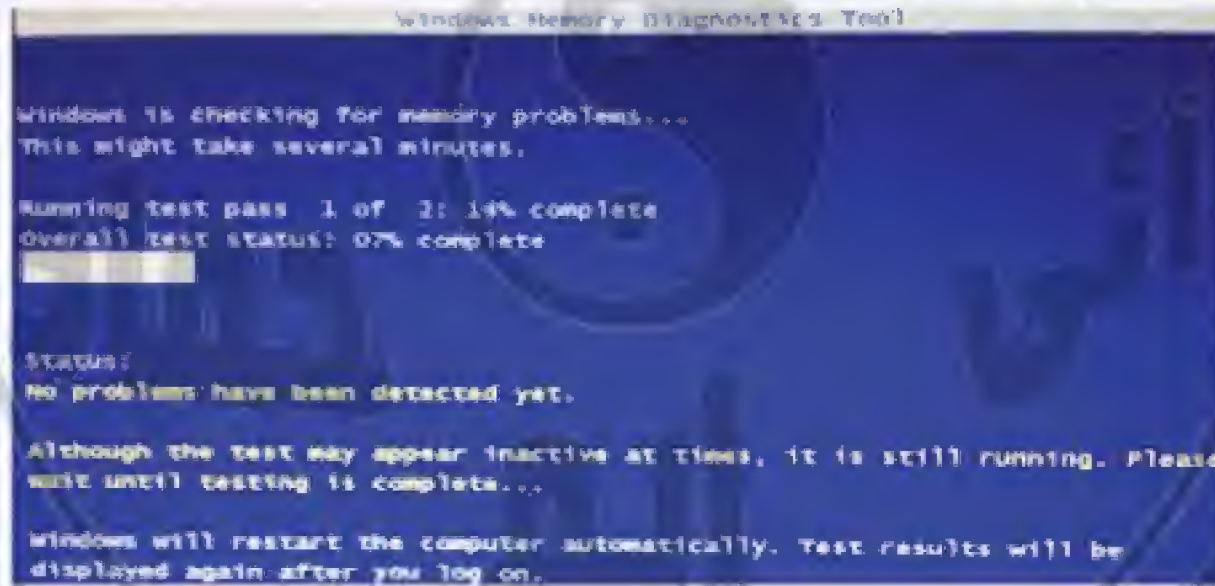 Windows Memory Diagnostics Tool
Windows is checking for memory problems...
This might take several minutes.
Running test pass 1 of 2: 14% complete
Overall test status: 07% complete
Status:
No problems have been detected yet.
Although the test may appear inactive at times, it is still running. Please
wait until testing is complete...
Windows will restart the computer automatically. Test results will be
displayed again after you log on.